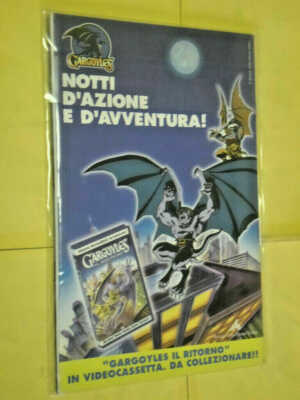 GARGOYLES
NOTTI
D'AZIONE
E D'AVVENTURA!
GARGOYLES
"GARGOYLES IL RITORNO"
IN VIDEOCASSETTA. DA COLLEZIONARE!!